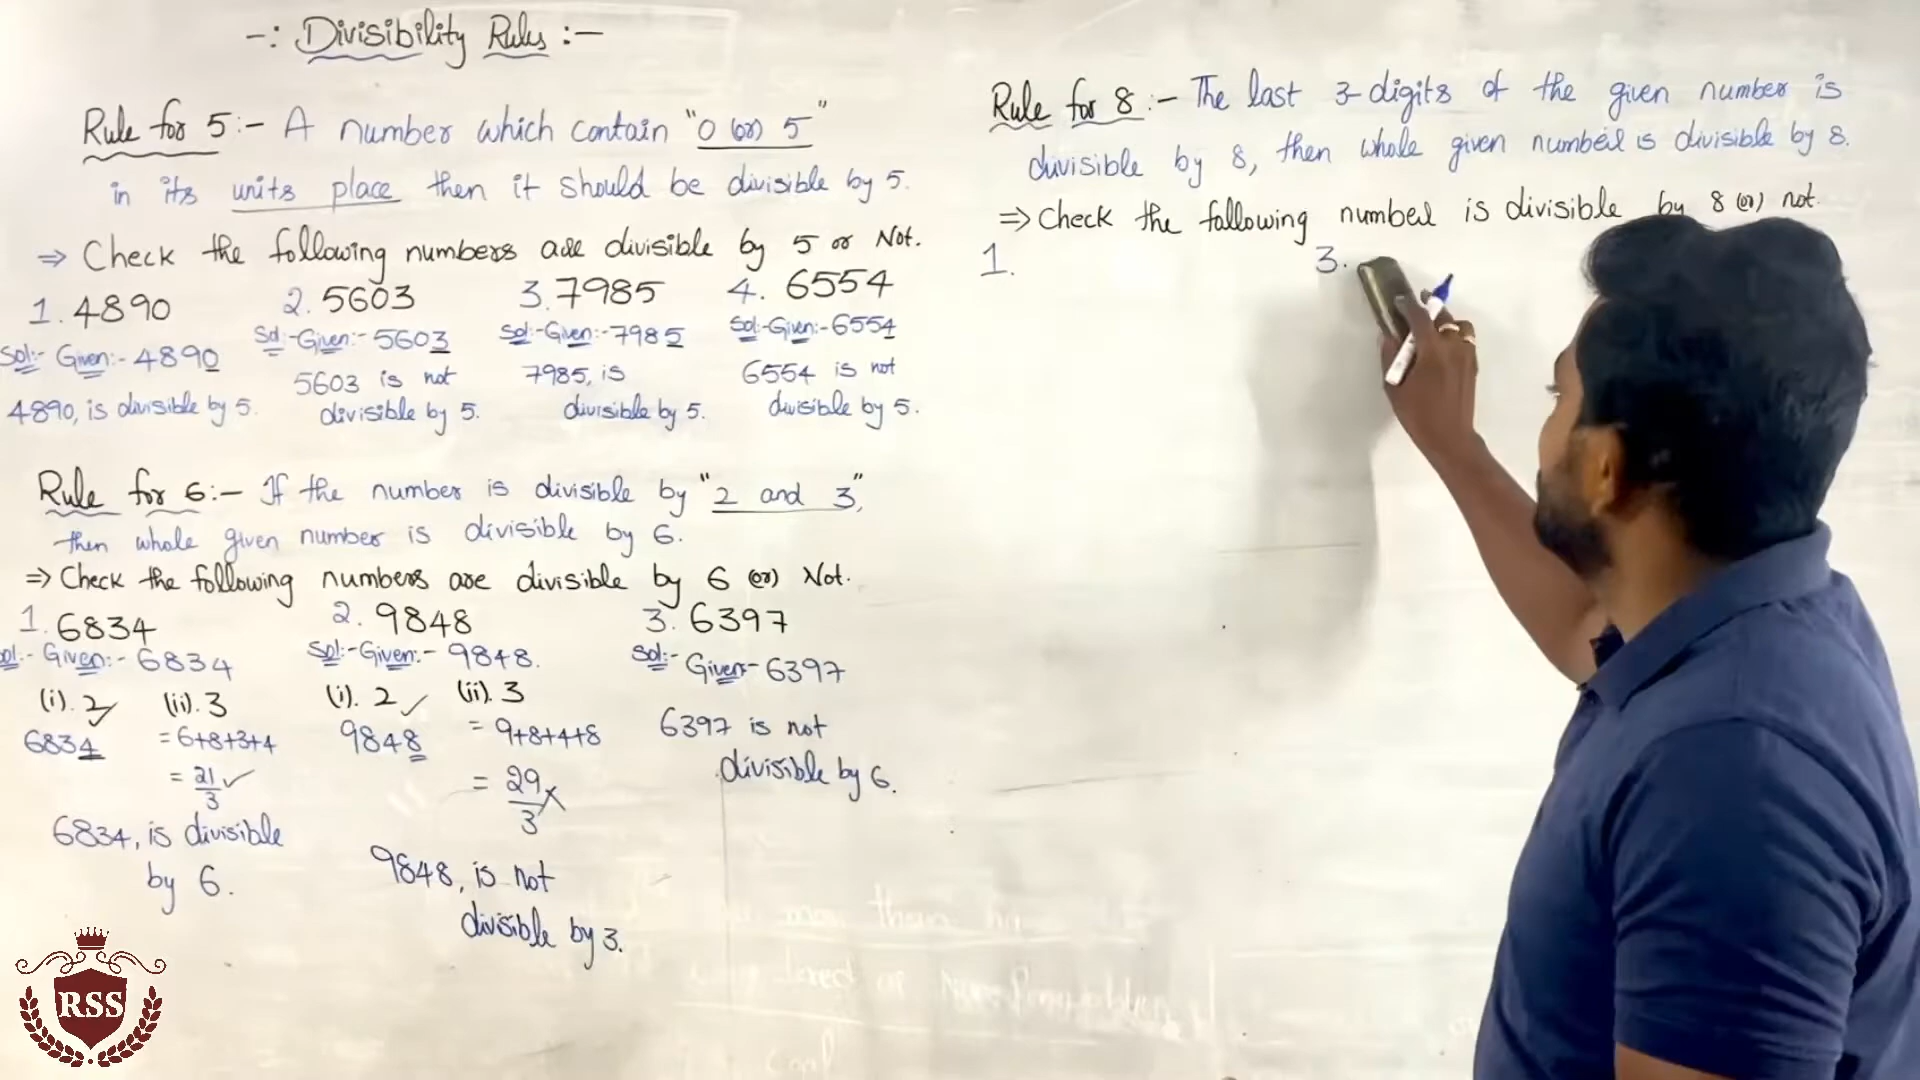 -: Divisibility Rules :-
Rule for 5:- A number which contain "0 (or) 5"
in its units place then it should be divisible by 5.
⇒ Check the following numbers are divisible by 5 or Not.
1. 4890
Sol:- Given:- 4890
4890, is divisible by 5.
2. 5603
Sol:-Given:- 5603
5603 is not
divisible by 5.
3. 7985
Sol:-Given:-7985
7985, is
divisible by 5.
4. 6554
Sol:-Given:-6554
6554 is not
divisible by 5.
Rule for 6:- If the number is divisible by "2 and 3",
then whole given number is divisible by 6.
⇒ Check the following numbers are divisible by 6 (or) Not.
1. 6834
Sol:- Given:- 6834
(i). 2 ✓ (ii). 3
6834 = 6+8+3+4
= 21/3 ✓
6834, is divisible
by 6.
2. 9848
Sol:-Given:- 9848.
(i). 2 ✓ (ii). 3
9848 = 9+8+4+8
= 29/3 ×
9848, is not
divisible by 3.
3. 6397
Sol:- Given:- 6397
6397 is not
divisible by 6.
Rule for 8:- The last 3-digits of the given number is
divisible by 8, then whole given number is divisible by 8.
⇒ Check the following number is divisible by 8 (or) not.
1. 3.
RSS